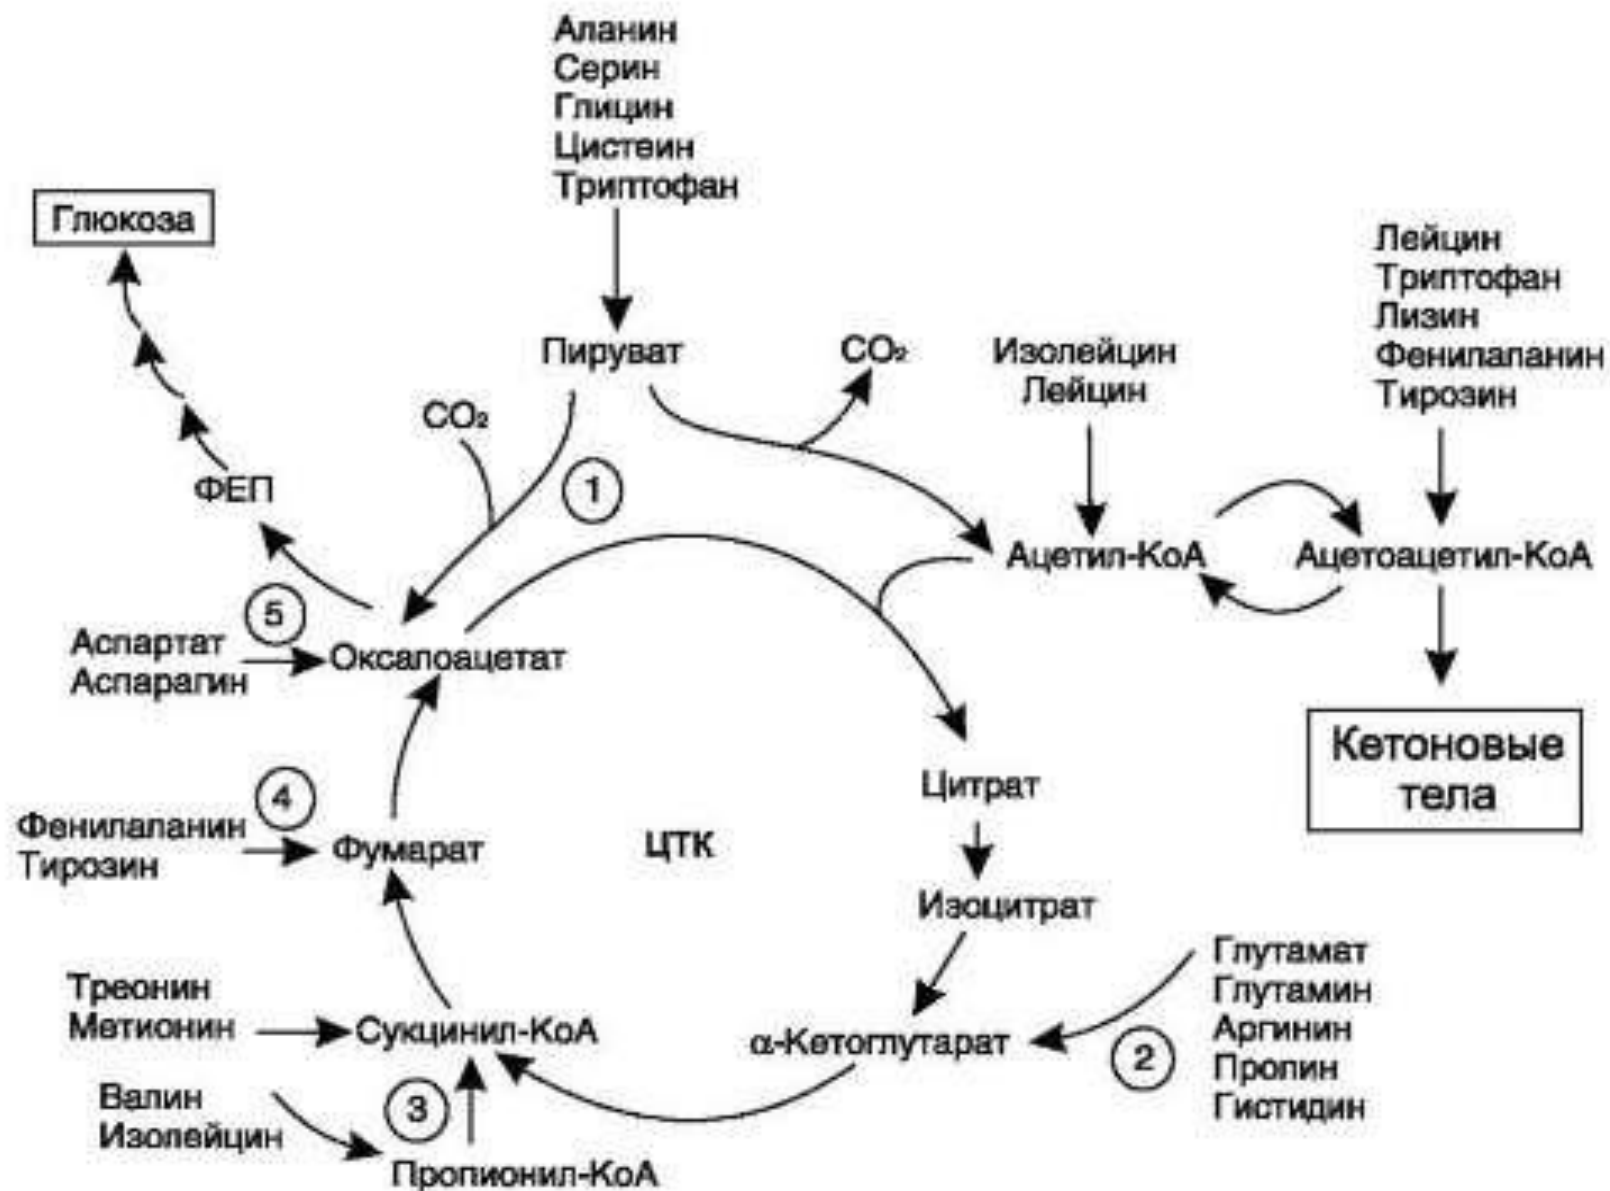 Аланин
Серин
Глицин
Цистеин
Триптофан
Глюкоза
Лейцин
Триптофан
Лизин
Фенилаланин
Тирозин
Пируват
CO₂
Изолейцин
Лейцин
CO₂
1
ФЕП
Ацетил-КоА
Ацетоацетил-КоА
5
Аспартат
Аспарагин
Оксалоацетат
Кетоновые
тела
Цитрат
4
Фенилаланин
Тирозин
Фумарат
ЦТК
Изоцитрат
Глутамат
Глутамин
Аргинин
Пролин
Гистидин
2
α-Кетоглутарат
Треонин
Метионин
Сукцинил-КоА
Валин
Изолейцин
3
Пропионил-КоА